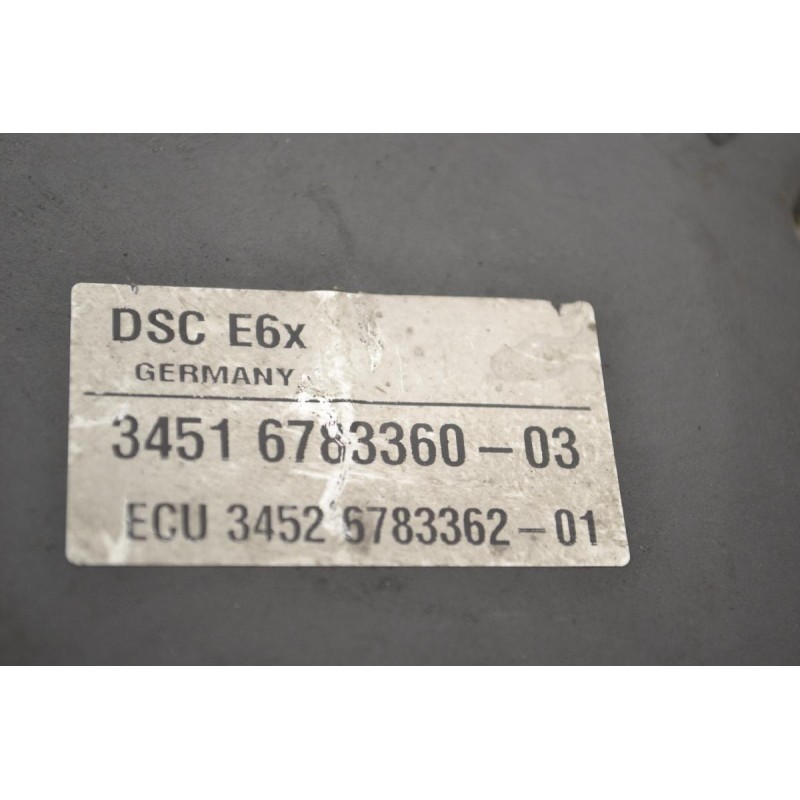 DSC E6x
GERMANY
3451 6783360-03
ECU 3452 6783362-01